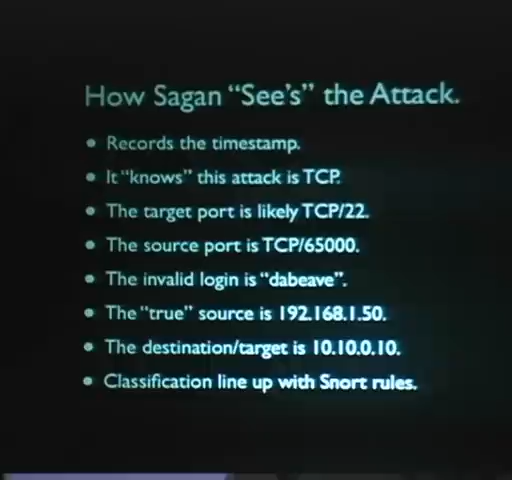 How Sagan “See's” the Attack.
• Records the timestamp.
• It “knows” this attack is TCP.
• The target port is likely TCP/22.
• The source port is TCP/65000.
• The invalid login is “dabeave”.
• The “true” source is 192.168.1.50.
• The destination/target is 10.10.0.10.
• Classification line up with Snort rules.